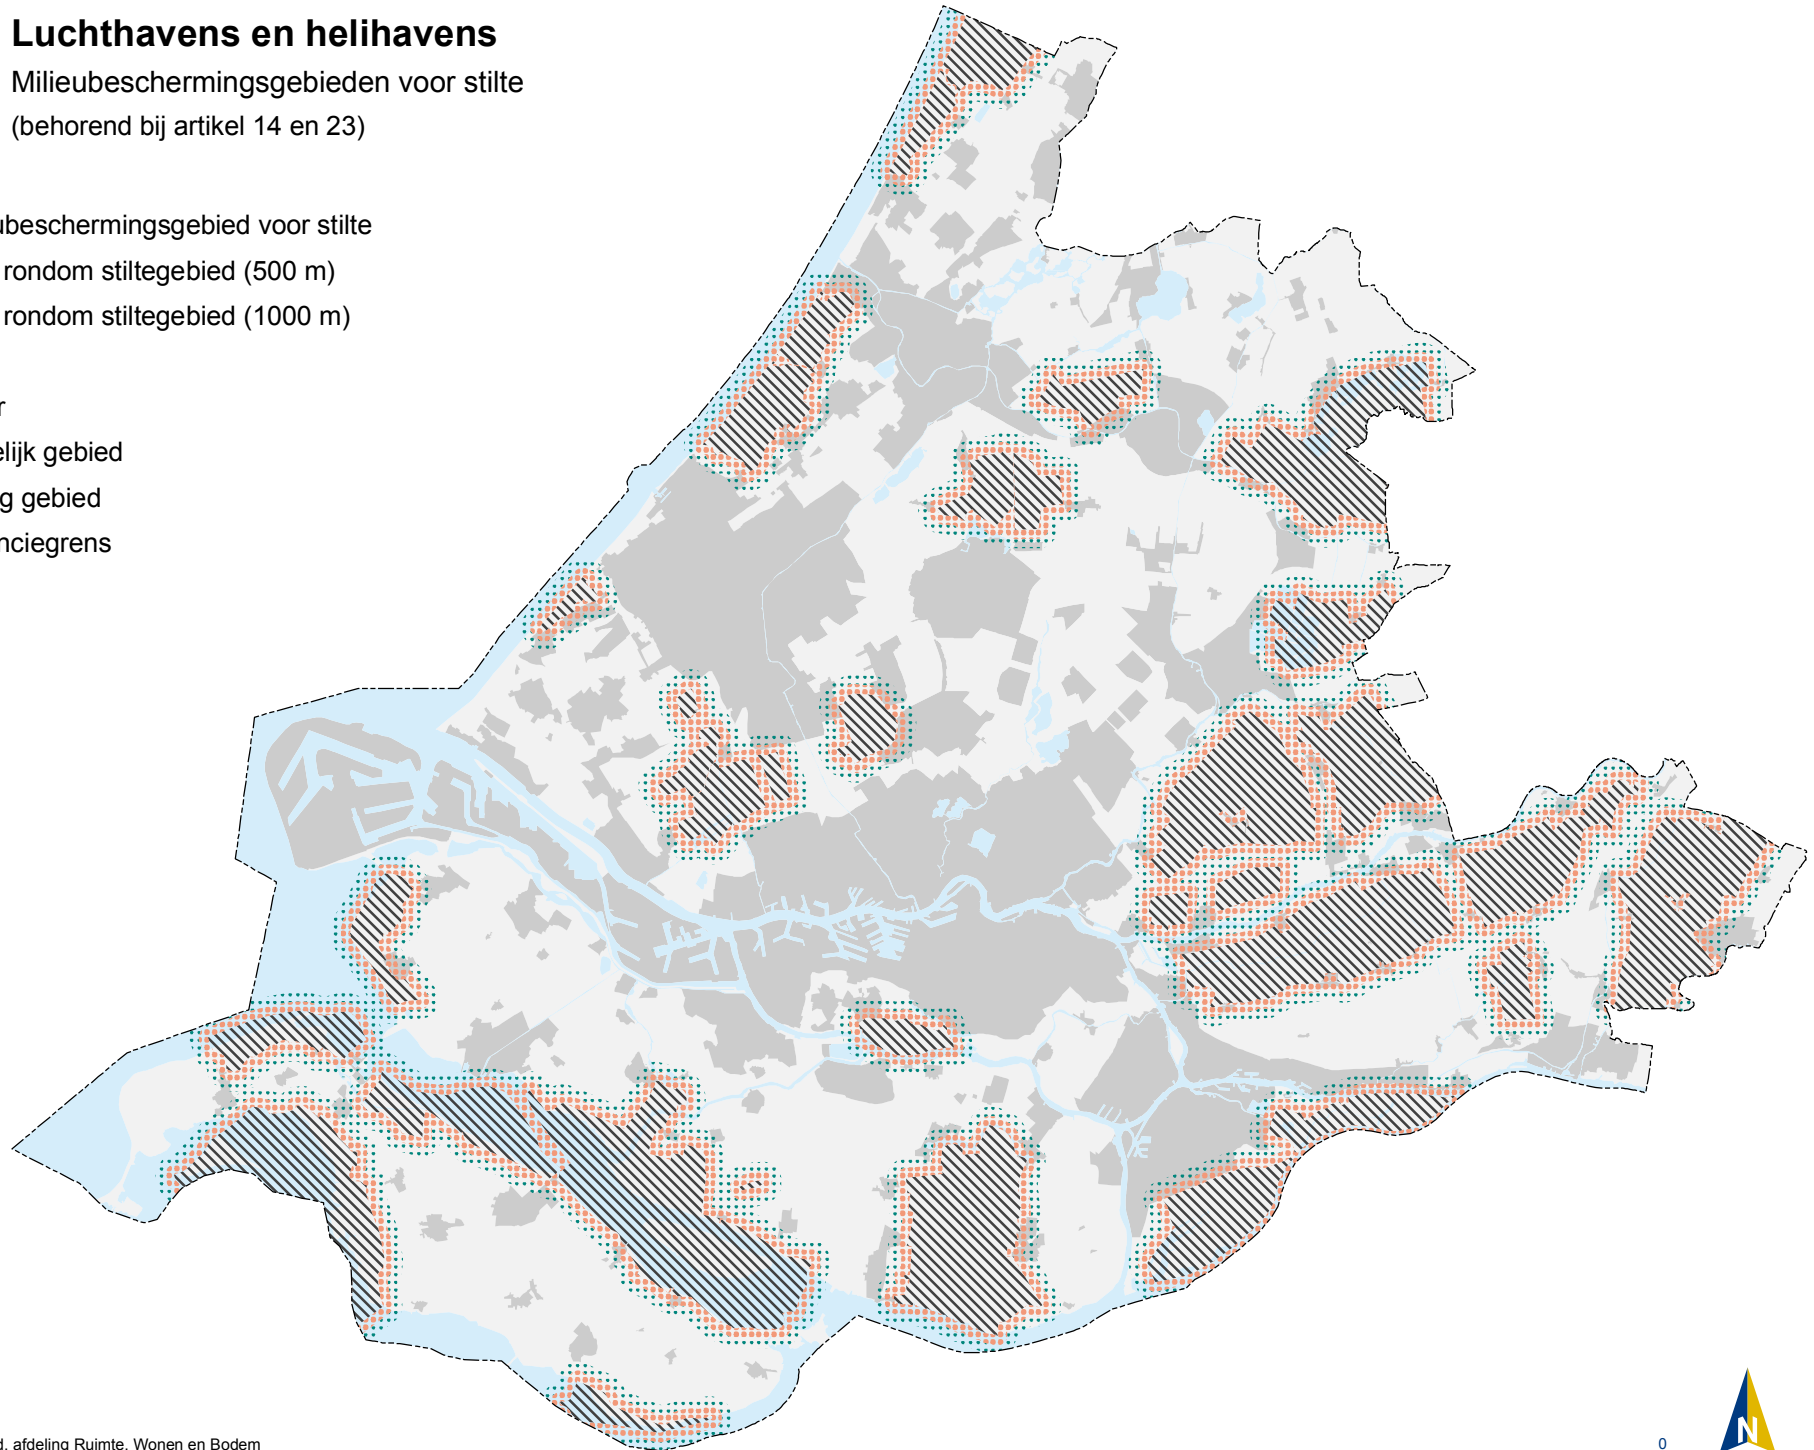 Luchthavens en helihavens
Milieubeschermingsgebieden voor stilte
(behorend bij artikel 14 en 23)
ubeschermingsgebied voor stilte
rondom stiltegebied (500 m)
rondom stiltegebied (1000 m)
r
elijk gebied
g gebied
nciegrens
d, afdeling Ruimte, Wonen en Bodem
0
N